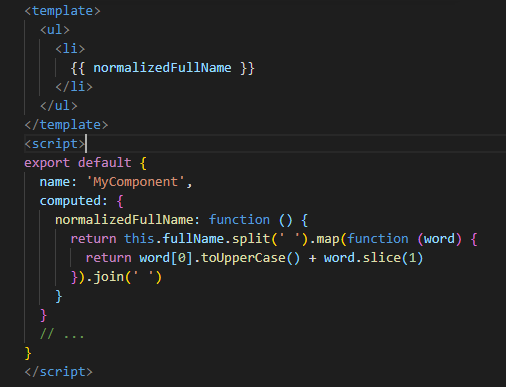 <template>
  <ul>
    <li>
      {{ normalizedFullName }}
    </li>
  </ul>
</template>
<script>
export default {
  name: 'MyComponent',
  computed: {
    normalizedFullName: function () {
      return this.fullName.split(' ').map(function (word) {
        return word[0].toUpperCase() + word.slice(1)
      }).join(' ')
    }
  }
  // ...
}
</script>